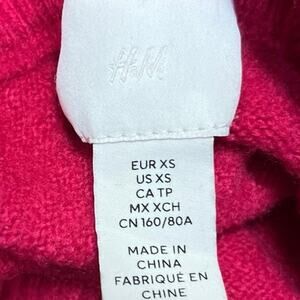 H&M
EUR XS
US XS
CA TP
MX XCH
CN 160/80A
MADE IN
CHINA
FABRIQUÉ EN
CHINE